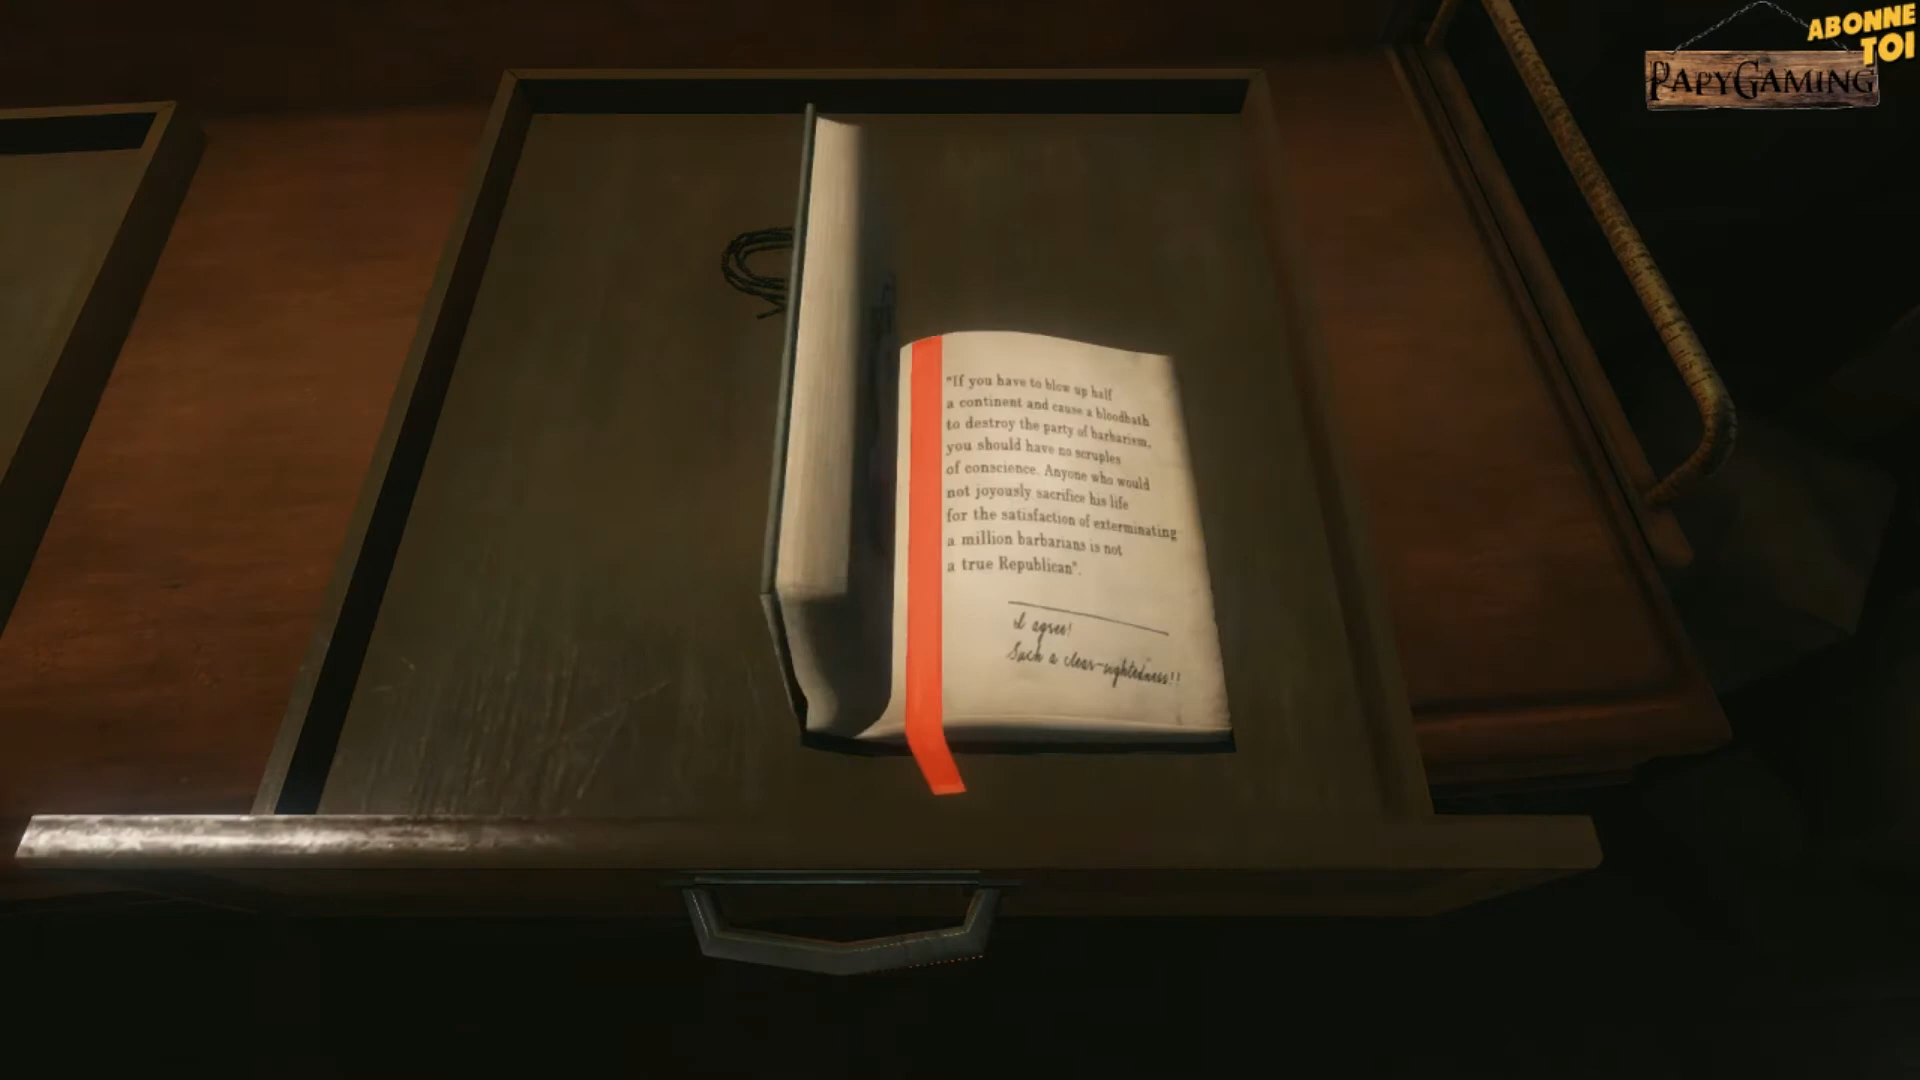 ABONNE
TOI
PAPYGAMING
"If you have to blow up half
a continent and cause a bloodbath
to destroy the party of barbarism,
you should have no scruples
of conscience. Anyone who would
not joyously sacrifice his life
for the satisfaction of exterminating
a million barbarians is not
a true Republican".
I agree!
Such a clear-sightedness!!